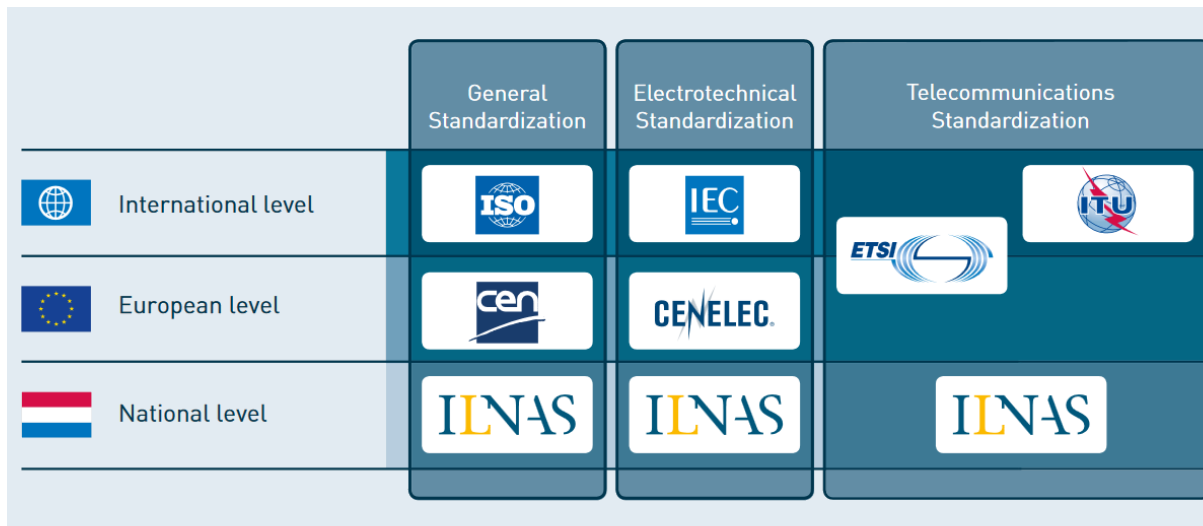 General
Standardization
Electrotechnical
Standardization
Telecommunications
Standardization
International level
ISO
IEC
ITU
ETSI
European level
cen
CENELEC®
National level
ILNAS
ILNAS
ILNAS